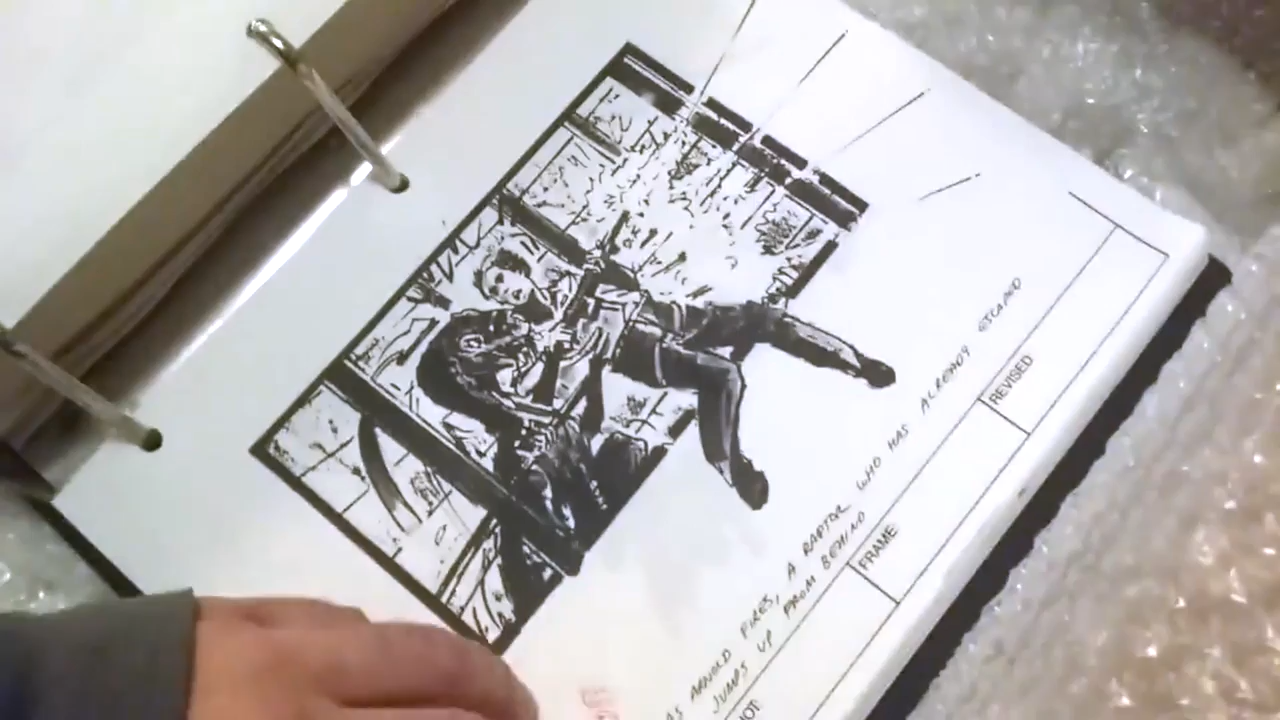 AS ARNOLD FIRES, A RAPTOR WHO HAS ALREADY ESCAPED
JUMPS UP FROM BEHIND
FRAME
REVISED